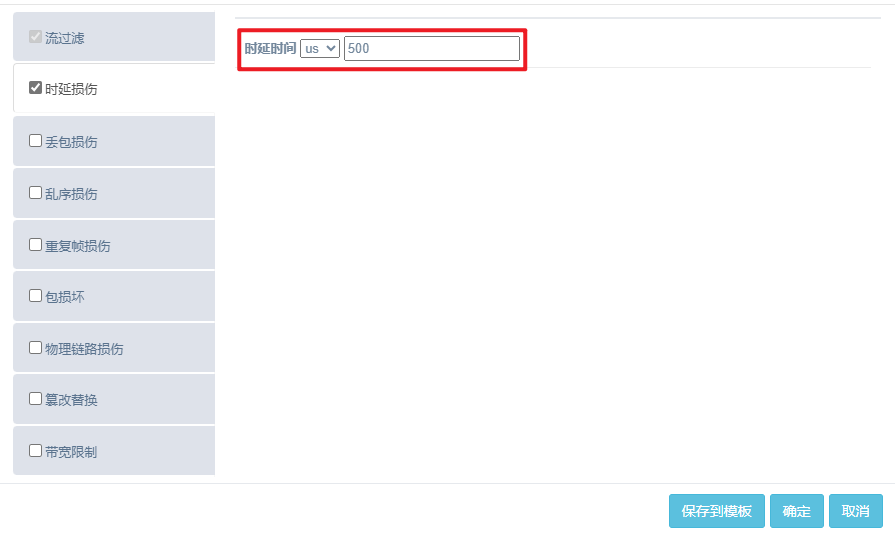 流过滤
时延损伤
丢包损伤
乱序损伤
重复帧损伤
包损坏
物理链路损伤
篡改替换
带宽限制
时延时间 us 500
保存到模板 确定 取消